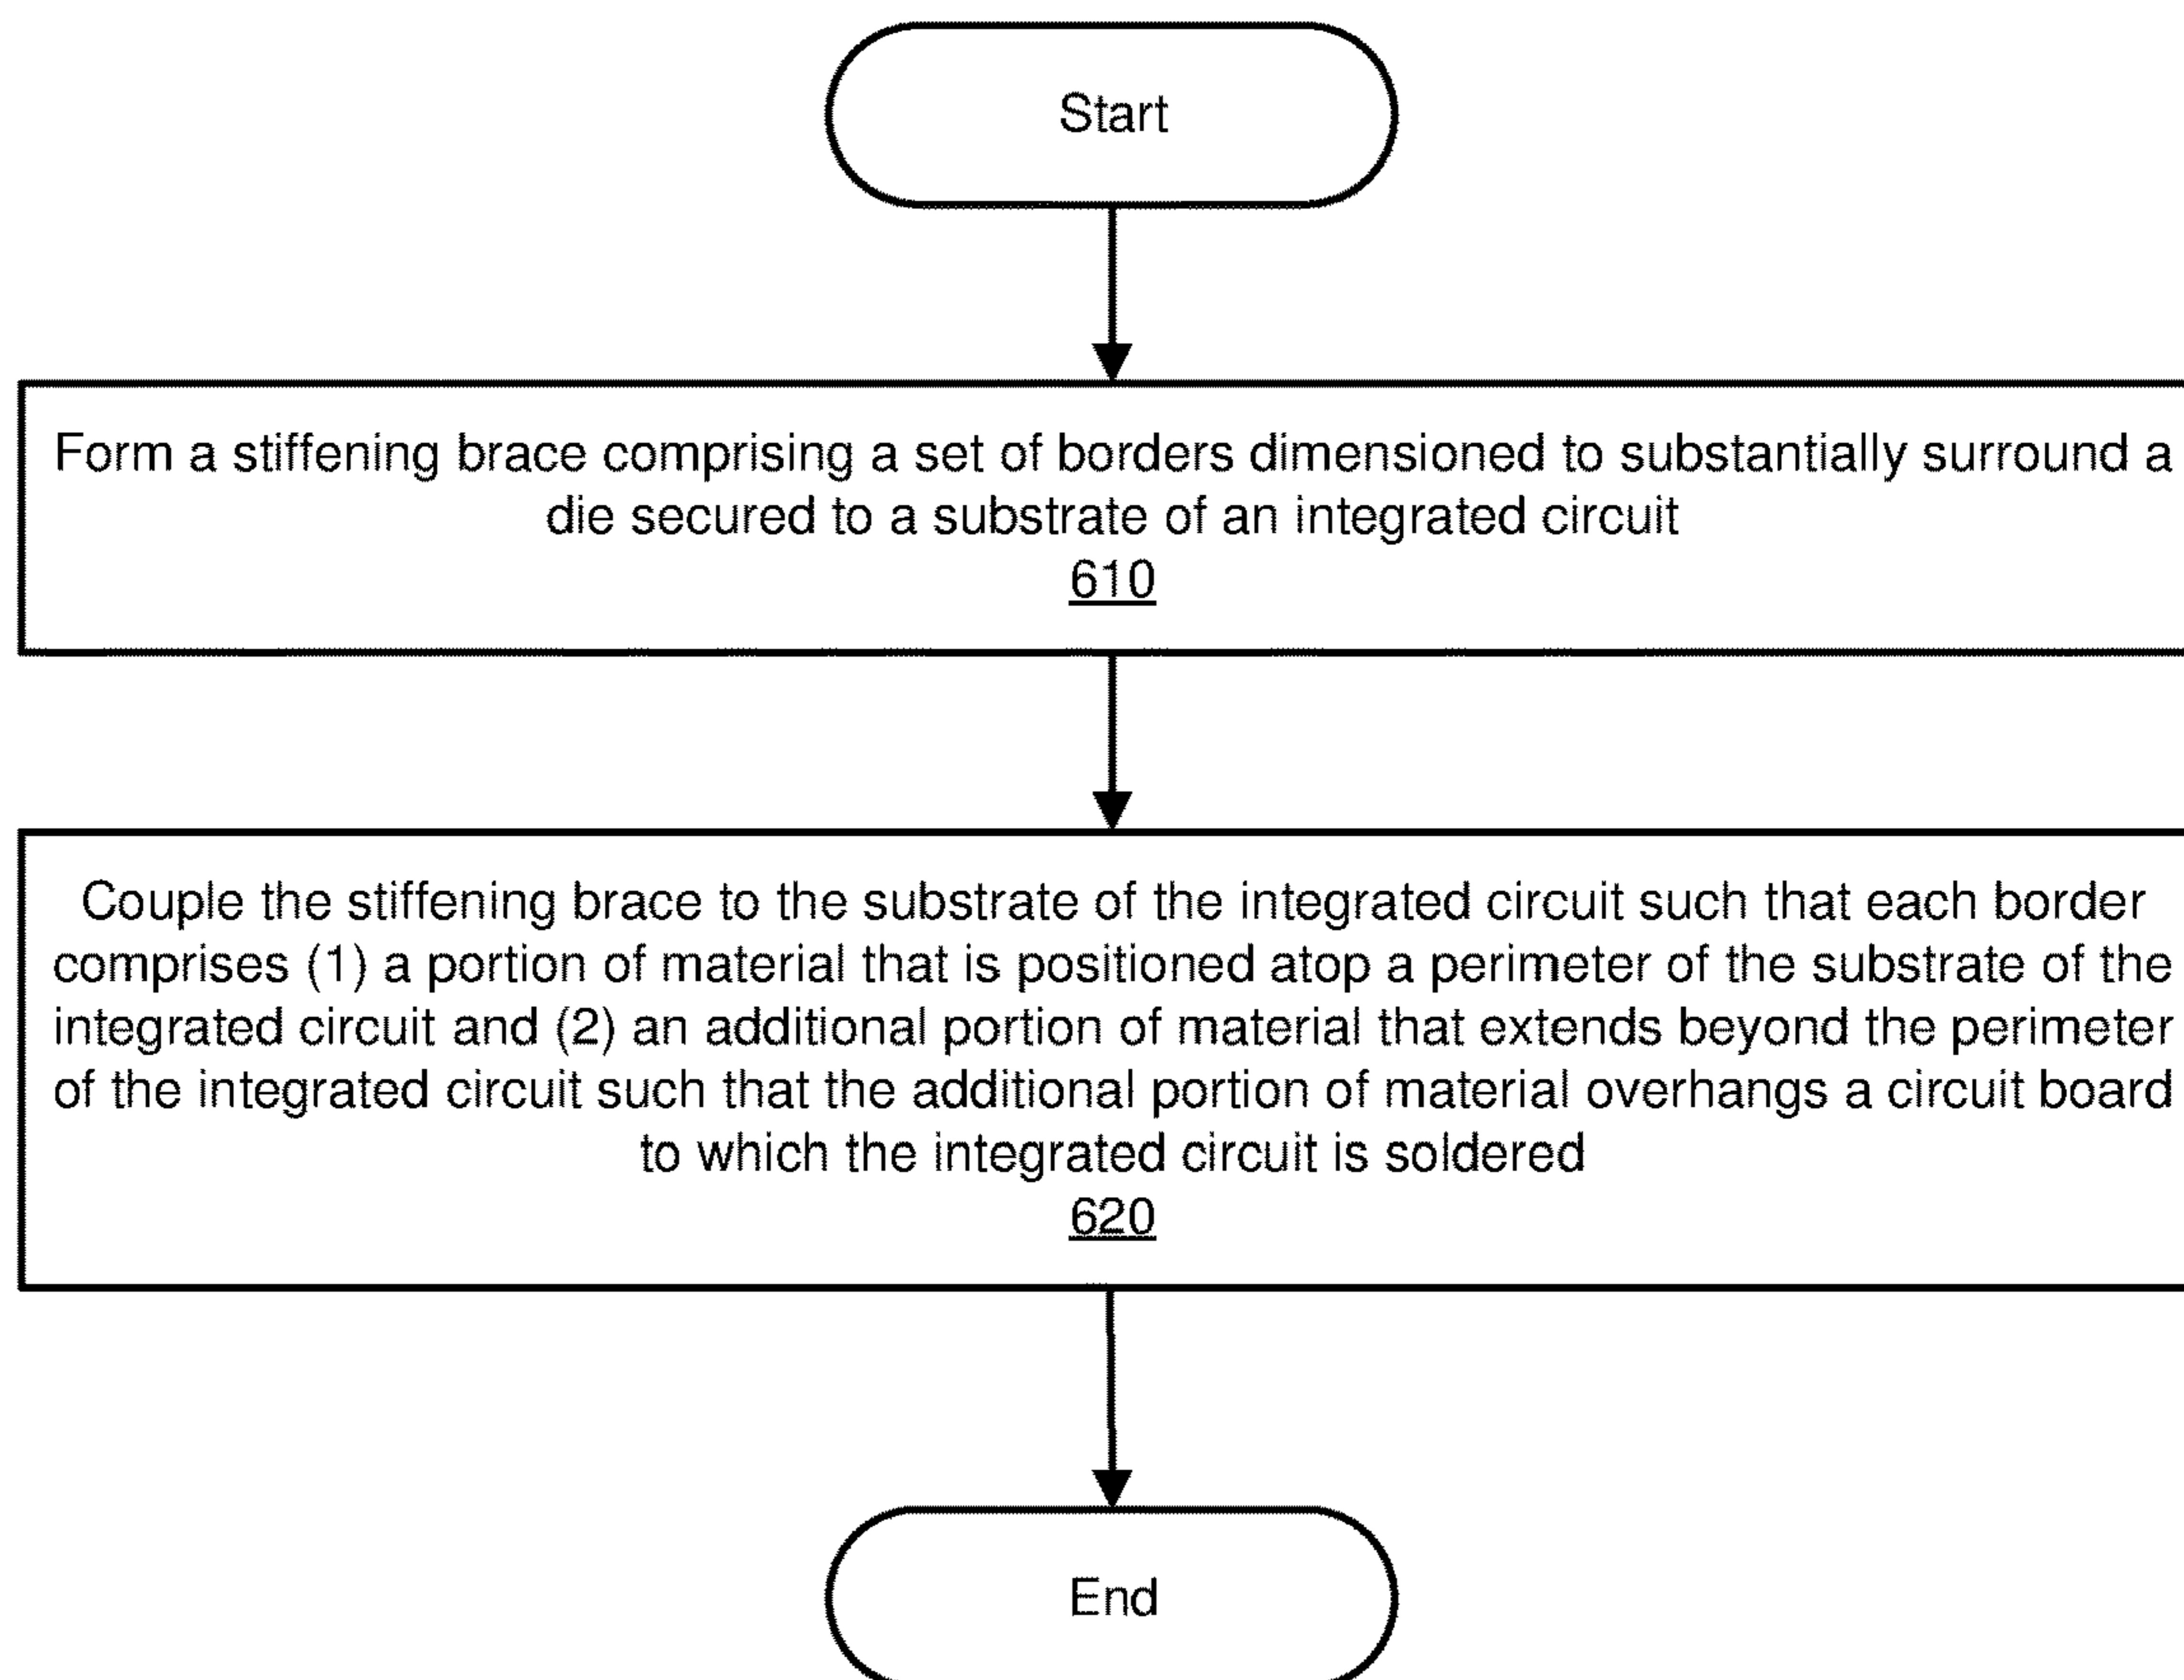 Start
Form a stiffening brace comprising a set of borders dimensioned to substantially surround a
die secured to a substrate of an integrated circuit
610
Couple the stiffening brace to the substrate of the integrated circuit such that each border
comprises (1) a portion of material that is positioned atop a perimeter of the substrate of the
integrated circuit and (2) an additional portion of material that extends beyond the perimeter
of the integrated circuit such that the additional portion of material overhangs a circuit board
to which the integrated circuit is soldered
620
End